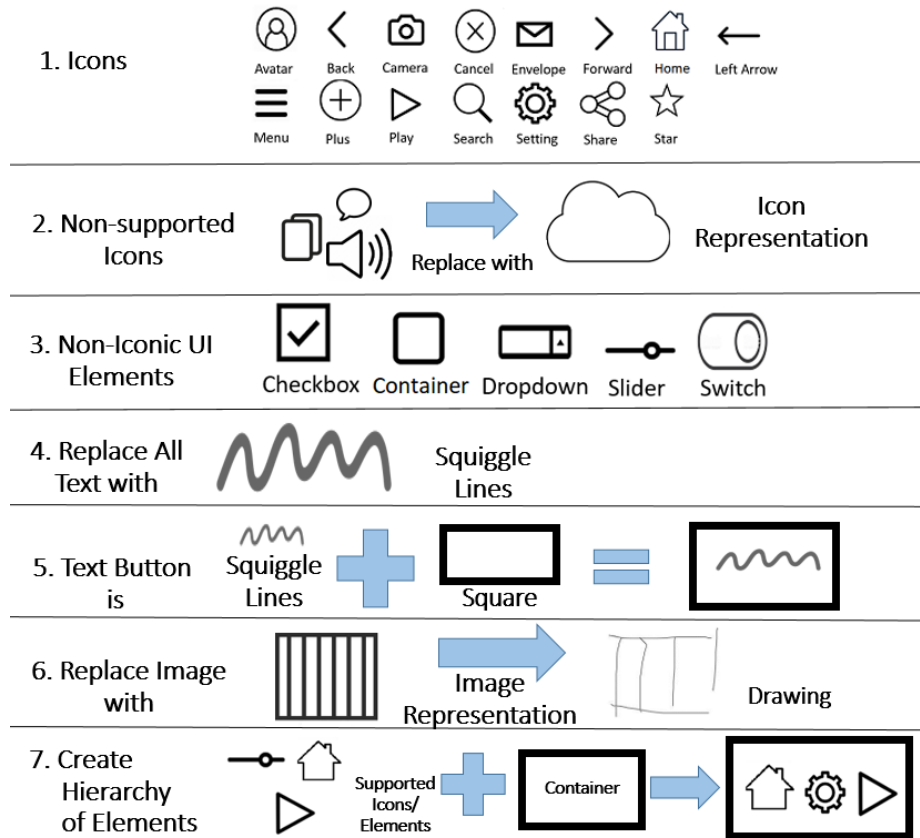 1. Icons
Avatar Back Camera Cancel Envelope Forward Home Left Arrow
Menu Plus Play Search Setting Share Star
2. Non-supported
Icons
Replace with
Icon
Representation
3. Non-Iconic UI
Elements
Checkbox Container Dropdown Slider Switch
4. Replace All
Text with
Squiggle
Lines
5. Text Button
is
Squiggle
Lines
Square
6. Replace Image
with
Image
Representation
Drawing
7. Create
Hierarchy
of Elements
Supported
Icons/
Elements
Container